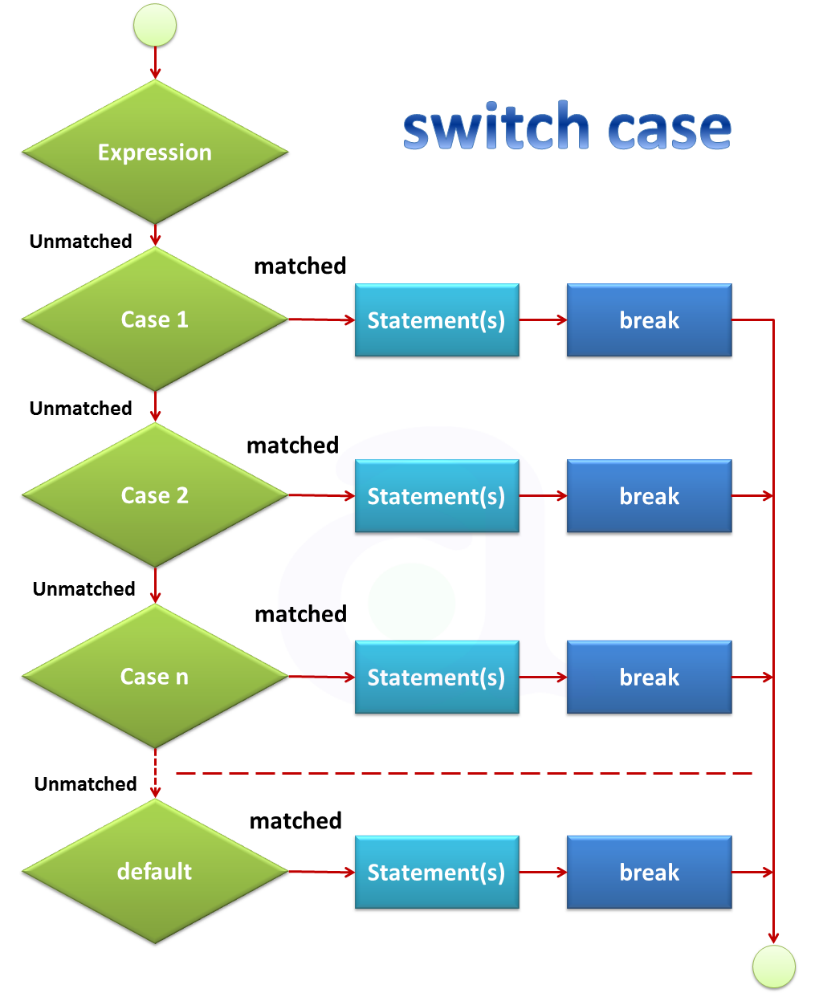 switch case
Expression
Unmatched
matched
Case 1
Statement(s)
break
Unmatched
matched
Case 2
Statement(s)
break
Unmatched
matched
Case n
Statement(s)
break
Unmatched
matched
default
Statement(s)
break